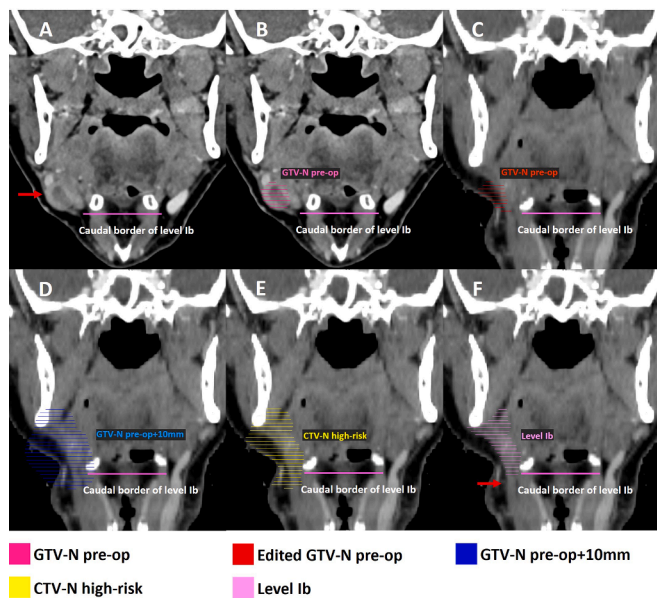 A
B
C
GTV-N pre-op
GTV-N pre-op
Caudal border of level Ib
Caudal border of level Ib
Caudal border of level Ib
D
E
F
GTV-N pre-op+10mm
CTV-N high-risk
Level Ib
Caudal border of level Ib
Caudal border of level Ib
Caudal border of level Ib
GTV-N pre-op
Edited GTV-N pre-op
GTV-N pre-op+10mm
CTV-N high-risk
Level Ib